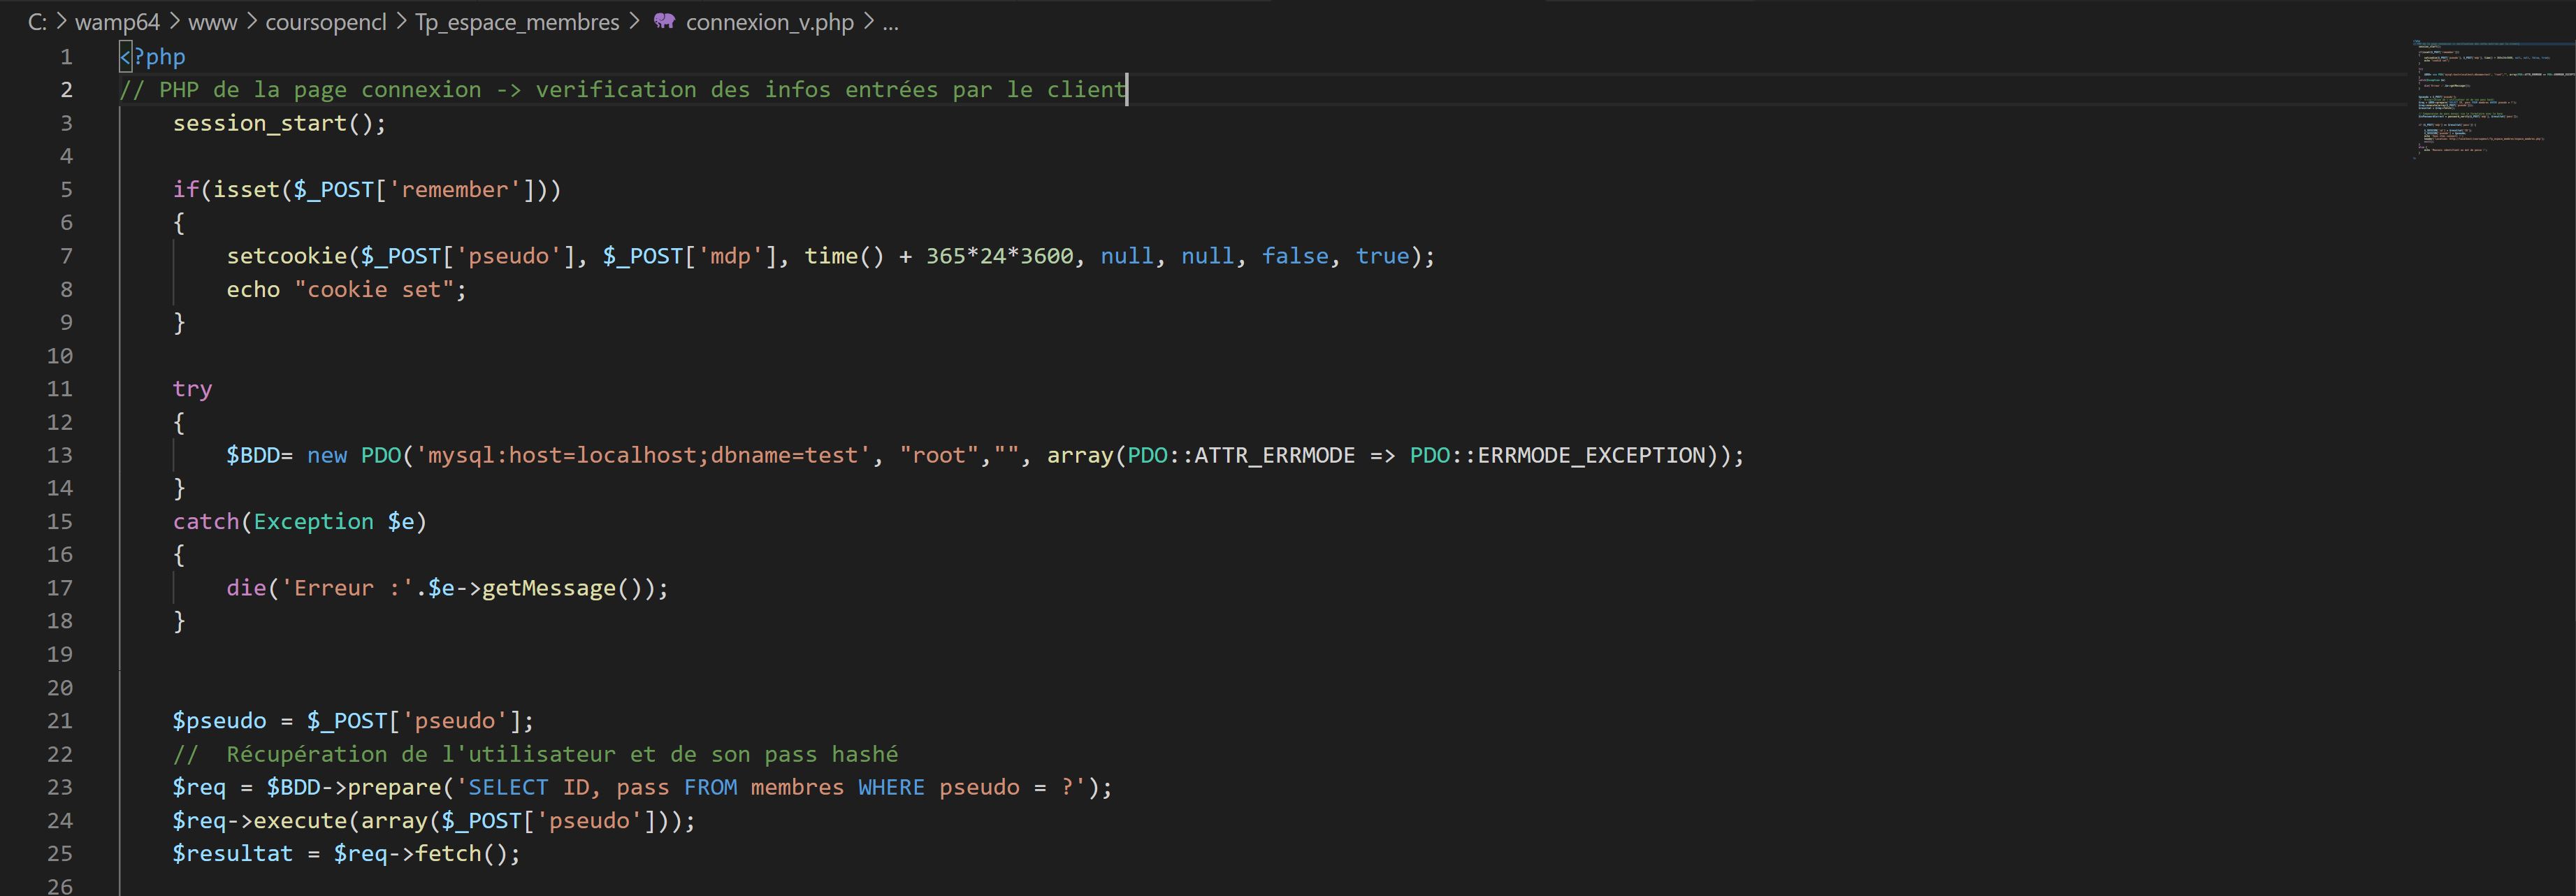 C: > wamp64 > www > coursopencl > Tp_espace_membres > connexion_v.php > ...
1 <?php
2 // PHP de la page connexion -> verification des infos entrées par le client
3 session_start();
4
5 if(isset($_POST['remember']))
6 {
7 setcookie($_POST['pseudo'], $_POST['mdp'], time() + 365*24*3600, null, null, false, true);
8 echo "cookie set";
9 }
10
11 try
12 {
13 $BDD= new PDO('mysql:host=localhost;dbname=test', "root","", array(PDO::ATTR_ERRMODE => PDO::ERRMODE_EXCEPTION));
14 }
15 catch(Exception $e)
16 {
17 die('Erreur :'.$e->getMessage());
18 }
19
20
21 $pseudo = $_POST['pseudo'];
22 //  Récupération de l'utilisateur et de son pass hashé
23 $req = $BDD->prepare('SELECT ID, pass FROM membres WHERE pseudo = ?');
24 $req->execute(array($_POST['pseudo']));
25 $resultat = $req->fetch();
26